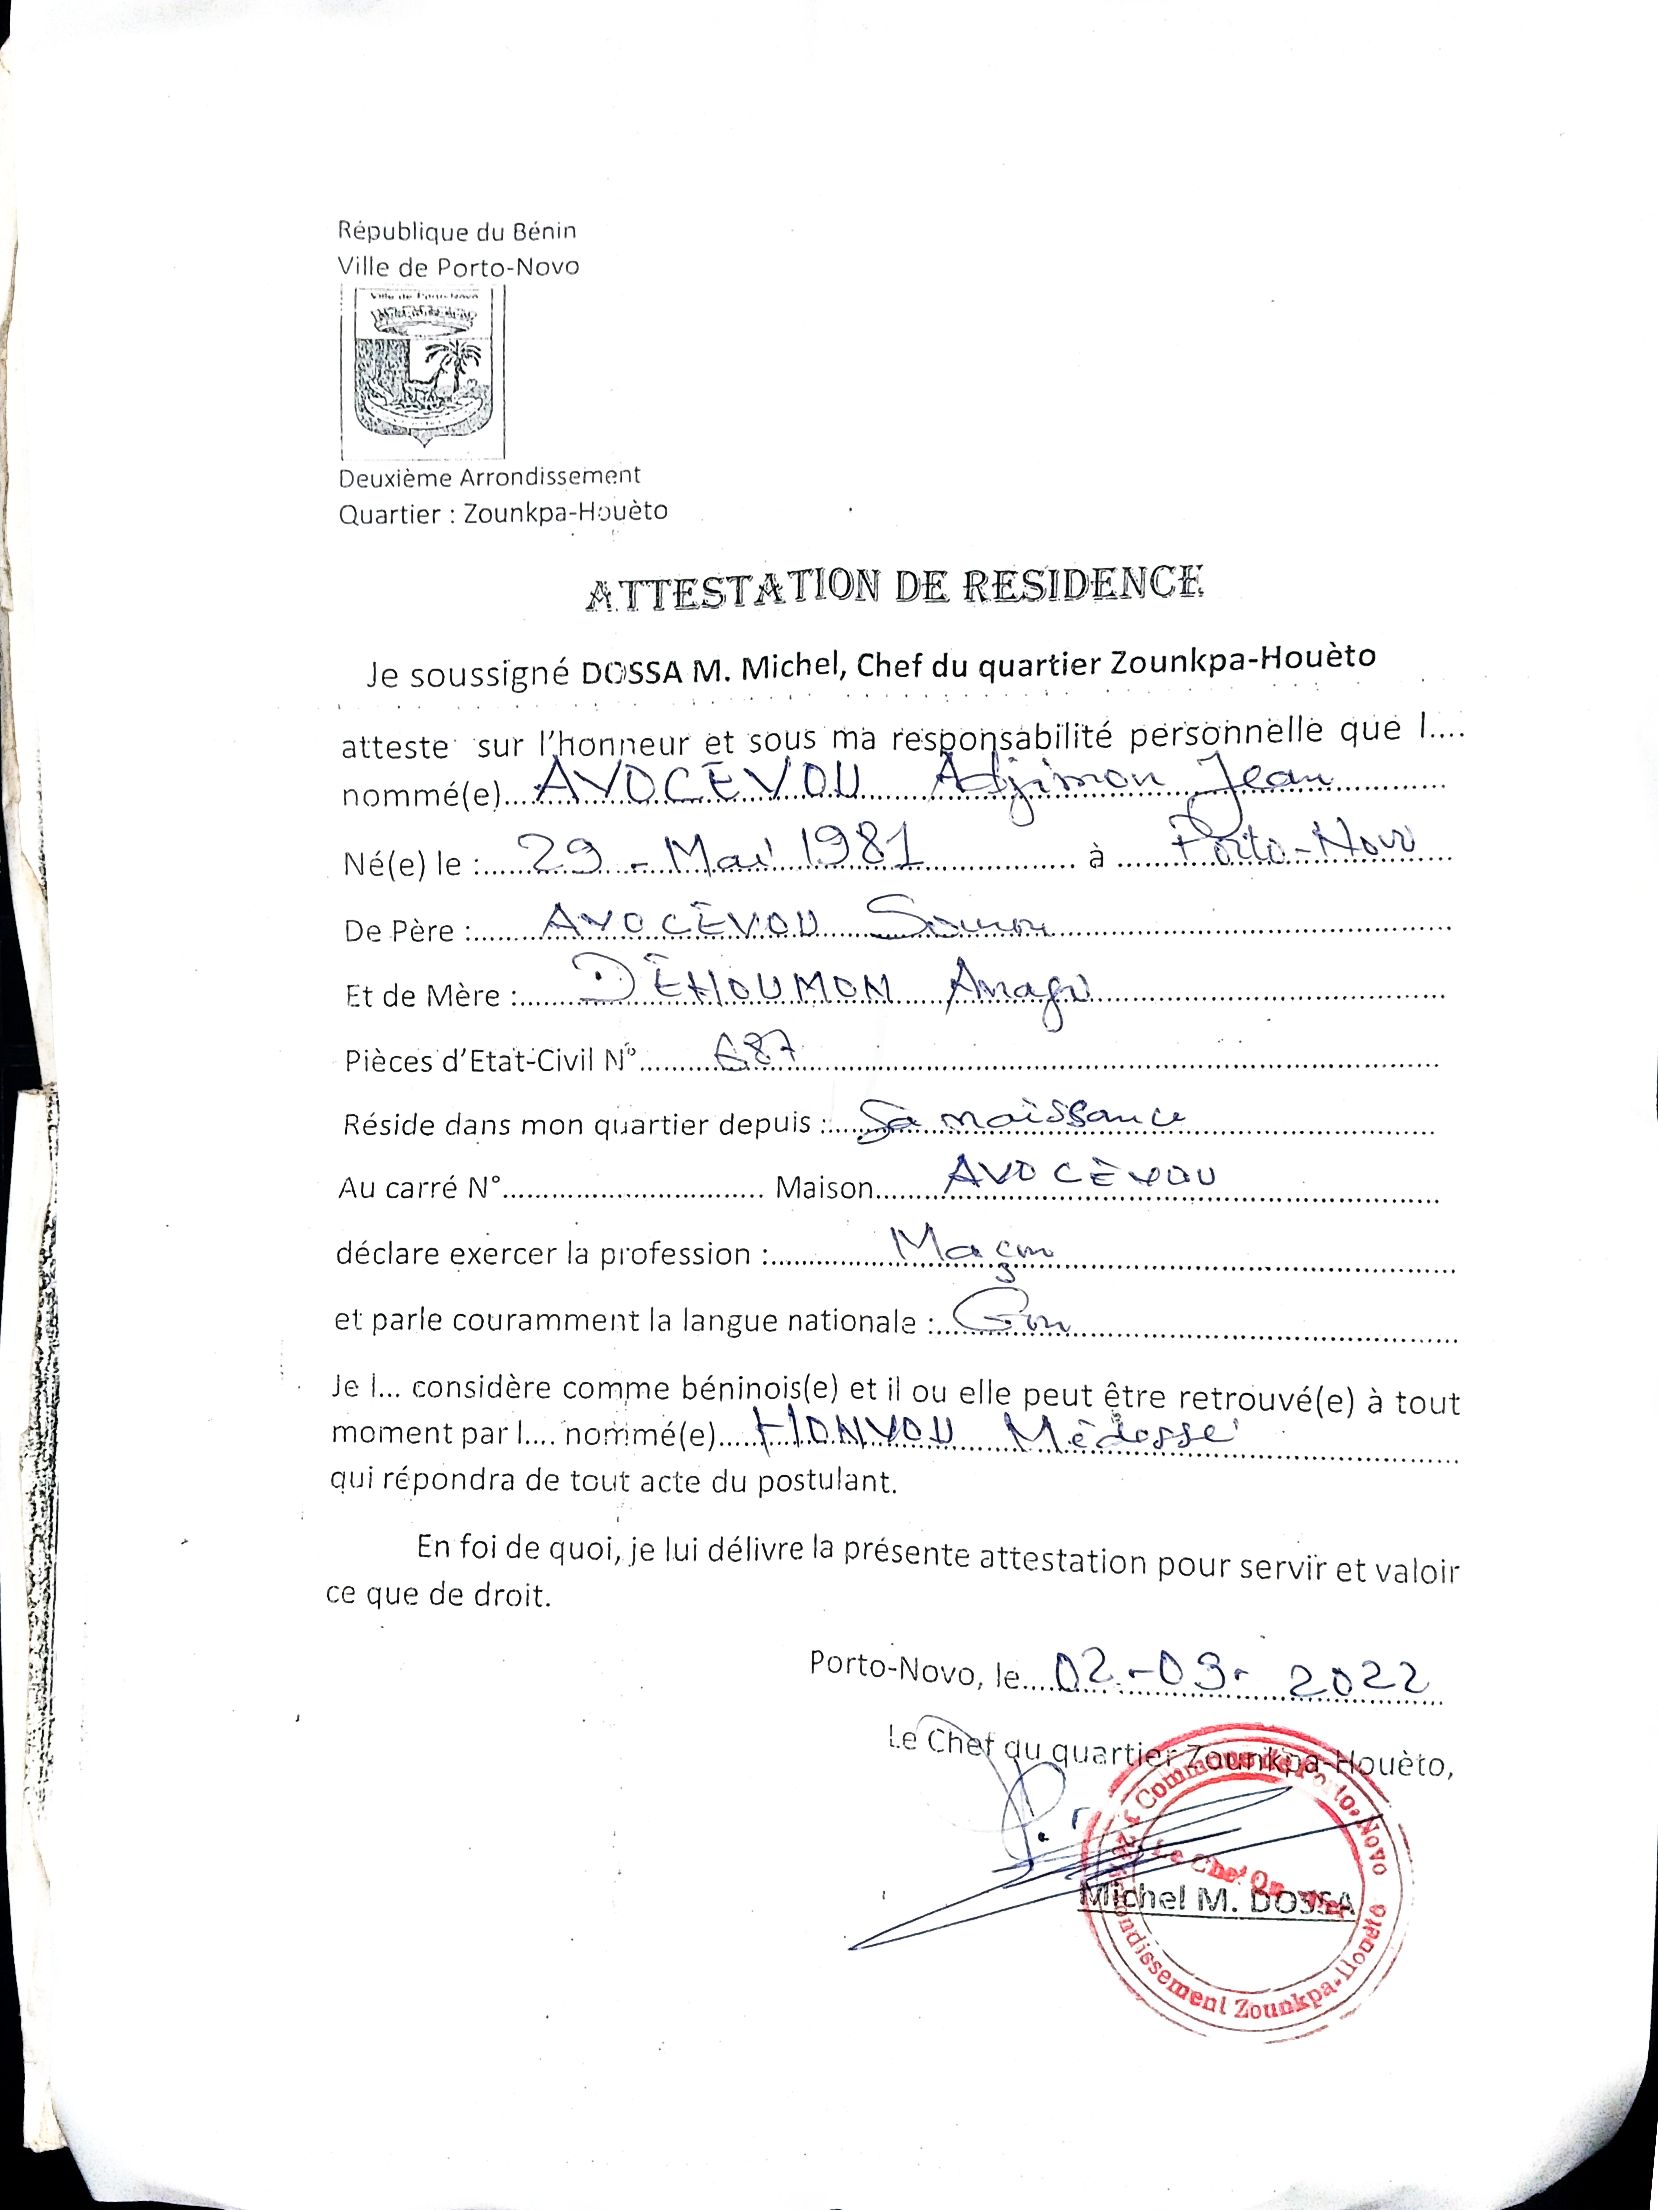 République du Bénin
Ville de Porto-Novo
Ville de Porto-Novo
Deuxième Arrondissement
Quartier : Zounkpa-Houèto
ATTESTATION DE RESIDENCE
Je soussigné DOSSA M. Michel, Chef du quartier Zounkpa-Houèto
atteste sur l'honneur et sous ma responsabilité personnelle que l....
nommé(e)....AVOCÈVOU Adjimon Jean
Né(e) le : 29-Mai 1981 à Porto-Novo
De Père : AVOCÈVOU
Et de Mère : DÈHOUMON Anago
Pièces d'Etat-Civil N° 687
Réside dans mon quartier depuis : Sa naissance
Au carré N°.............................. Maison AVOCÈVOU
déclare exercer la profession : Maçon
et parle couramment la langue nationale : Gun
Je l... considère comme béninois(e) et il ou elle peut être retrouvé(e) à tout
moment par l.... nommé(e) HONVOU Médossé
qui répondra de tout acte du postulant.
En foi de quoi, je lui délivre la présente attestation pour servir et valoir
ce que de droit.
Porto-Novo, le 02-03-2022
Le Chef du quartier Zounkpa-Houèto,
Commune de Porto-Novo
Le Chef Quartier
Michel M. DOSSA
Arrondissement Zounkpa-Houèto